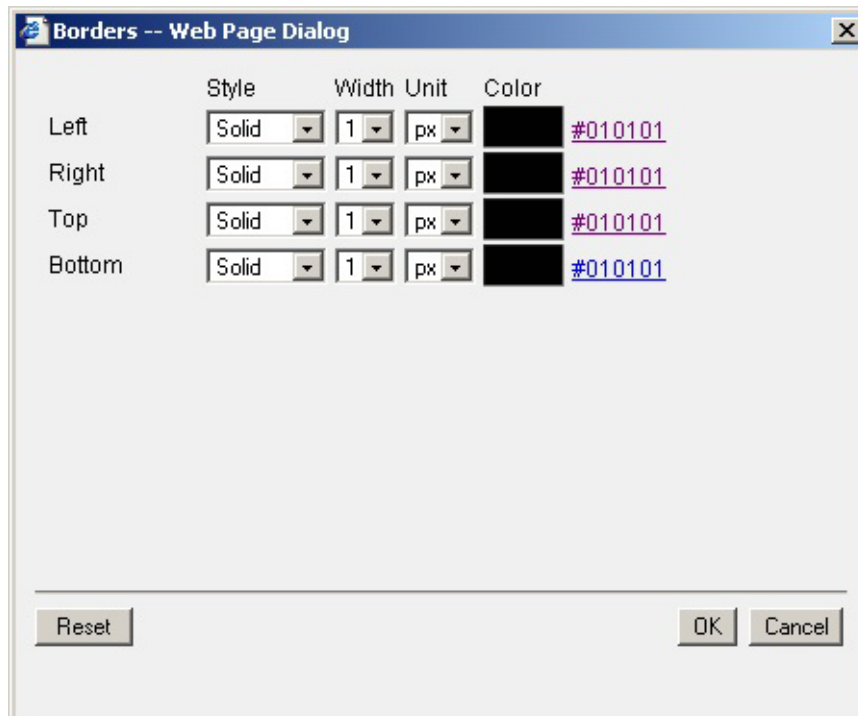 Borders -- Web Page Dialog
Style Width Unit Color
Left Solid 1 px #010101
Right Solid 1 px #010101
Top Solid 1 px #010101
Bottom Solid 1 px #010101
Reset OK Cancel